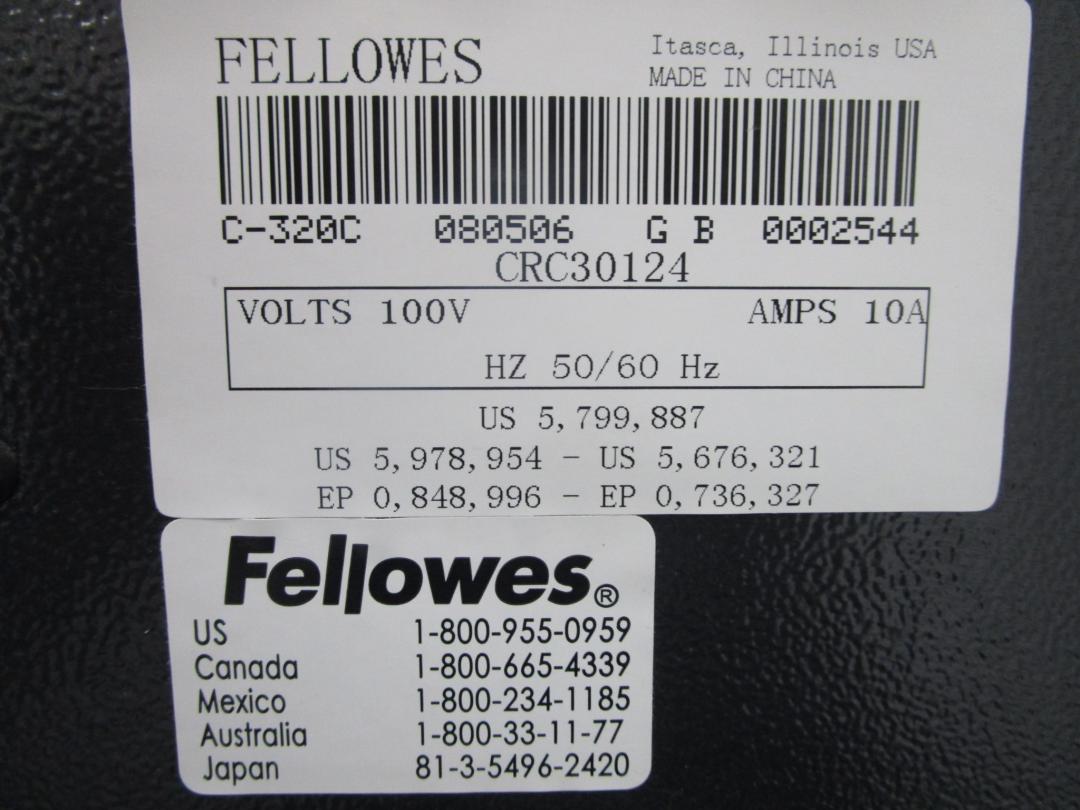 FELLOWES
Itasca, Illinois USA
MADE IN CHINA
C-320C 080506 G B 0002544
CRC30124
VOLTS 100V AMPS 10A
HZ 50/60 Hz
US 5,799,887
US 5,978,954 - US 5,676,321
EP 0,848,996 - EP 0,736,327
Fellowes®
US 1-800-955-0959
Canada 1-800-665-4339
Mexico 1-800-234-1185
Australia 1-800-33-11-77
Japan 81-3-5496-2420